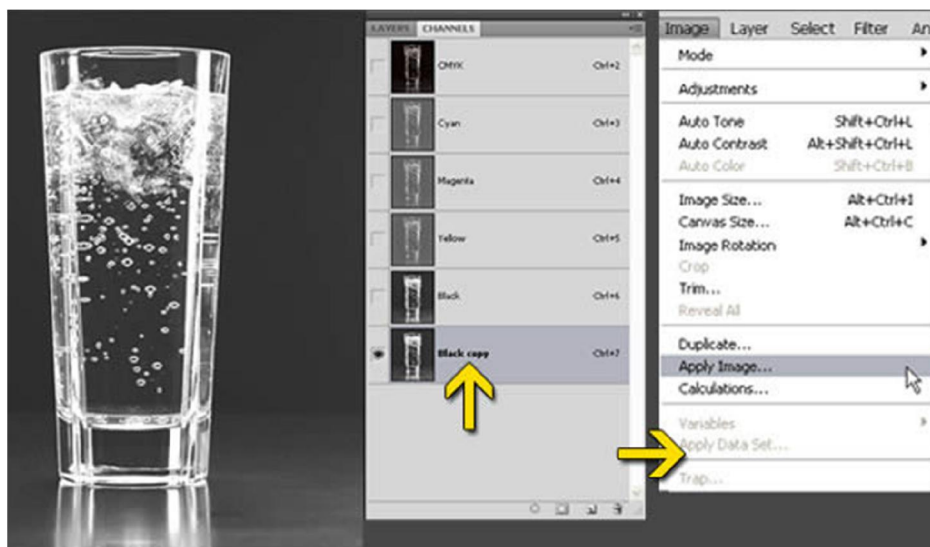 LAYERS CHANNELS
CMYK Ctrl+2
Cyan Ctrl+3
Magenta Ctrl+4
Yellow Ctrl+5
Black Ctrl+6
Black copy Ctrl+7
Image Layer Select Filter An
Mode
Adjustments
Auto Tone Shift+Ctrl+L
Auto Contrast Alt+Shift+Ctrl+L
Auto Color Shift+Ctrl+B
Image Size... Alt+Ctrl+I
Canvas Size... Alt+Ctrl+C
Image Rotation
Crop
Trim...
Reveal All
Duplicate...
Apply Image...
Calculations...
Variables
Apply Data Set...
Trap...